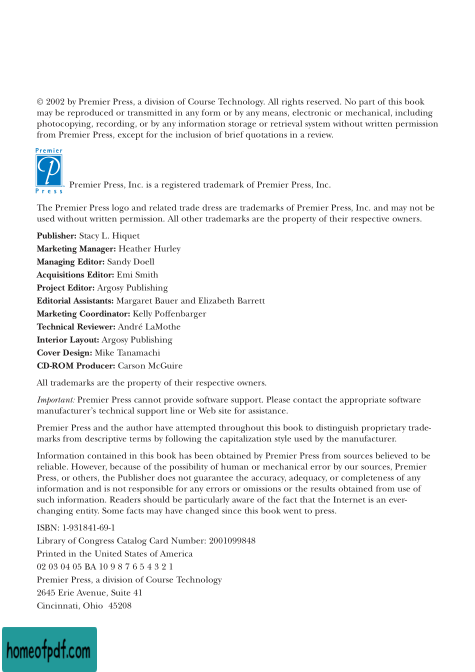 © 2002 by Premier Press, a division of Course Technology. All rights reserved. No part of this book
may be reproduced or transmitted in any form or by any means, electronic or mechanical, including
photocopying, recording, or by any information storage or retrieval system without written permission
from Premier Press, except for the inclusion of brief quotations in a review.
Premier
P
Press
Premier Press, Inc. is a registered trademark of Premier Press, Inc.
The Premier Press logo and related trade dress are trademarks of Premier Press, Inc. and may not be
used without written permission. All other trademarks are the property of their respective owners.
Publisher: Stacy L. Hiquet
Marketing Manager: Heather Hurley
Managing Editor: Sandy Doell
Acquisitions Editor: Emi Smith
Project Editor: Argosy Publishing
Editorial Assistants: Margaret Bauer and Elizabeth Barrett
Marketing Coordinator: Kelly Poffenbarger
Technical Reviewer: André LaMothe
Interior Layout: Argosy Publishing
Cover Design: Mike Tanamachi
CD-ROM Producer: Carson McGuire
All trademarks are the property of their respective owners.
Important: Premier Press cannot provide software support. Please contact the appropriate software
manufacturer's technical support line or Web site for assistance.
Premier Press and the author have attempted throughout this book to distinguish proprietary trade-
marks from descriptive terms by following the capitalization style used by the manufacturer.
Information contained in this book has been obtained by Premier Press from sources believed to be
reliable. However, because of the possibility of human or mechanical error by our sources, Premier
Press, or others, the Publisher does not guarantee the accuracy, adequacy, or completeness of any
information and is not responsible for any errors or omissions or the results obtained from use of
such information. Readers should be particularly aware of the fact that the Internet is an ever-
changing entity. Some facts may have changed since this book went to press.
ISBN: 1-931841-69-1
Library of Congress Catalog Card Number: 2001099848
Printed in the United States of America
02 03 04 05 BA 10 9 8 7 6 5 4 3 2 1
Premier Press, a division of Course Technology
2645 Erie Avenue, Suite 41
Cincinnati, Ohio 45208
homeofpdf.com